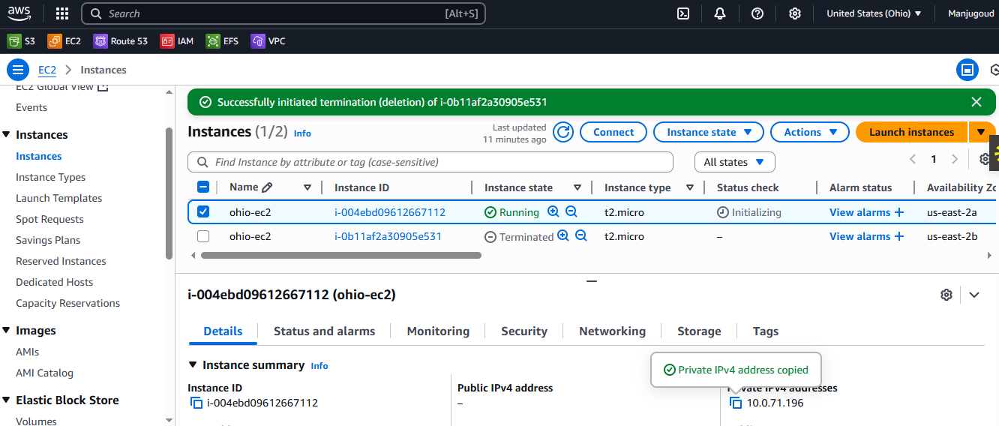 aws Search [Alt+S] United States (Ohio) Manjugoud
S3 EC2 Route 53 IAM EFS VPC
EC2 Instances
EC2 Global View
Events
Instances
Instances
Instance Types
Launch Templates
Spot Requests
Savings Plans
Reserved Instances
Dedicated Hosts
Capacity Reservations
Images
AMIs
AMI Catalog
Elastic Block Store
Volumes
Successfully initiated termination (deletion) of i-0b11af2a30905e531
Instances (1/2) Info
Last updated
11 minutes ago
Connect Instance state Actions Launch instances
Find Instance by attribute or tag (case-sensitive) All states 1
Name Instance ID Instance state Instance type Status check Alarm status Availability Zo
ohio-ec2 i-004ebd09612667112 Running t2.micro Initializing View alarms + us-east-2a
ohio-ec2 i-0b11af2a30905e531 Terminated t2.micro – View alarms + us-east-2b
i-004ebd09612667112 (ohio-ec2)
Details Status and alarms Monitoring Security Networking Storage Tags
Instance summary Info
Private IPv4 address copied
Instance ID Public IPv4 address Private IPv4 addresses
i-004ebd09612667112 – 10.0.71.196